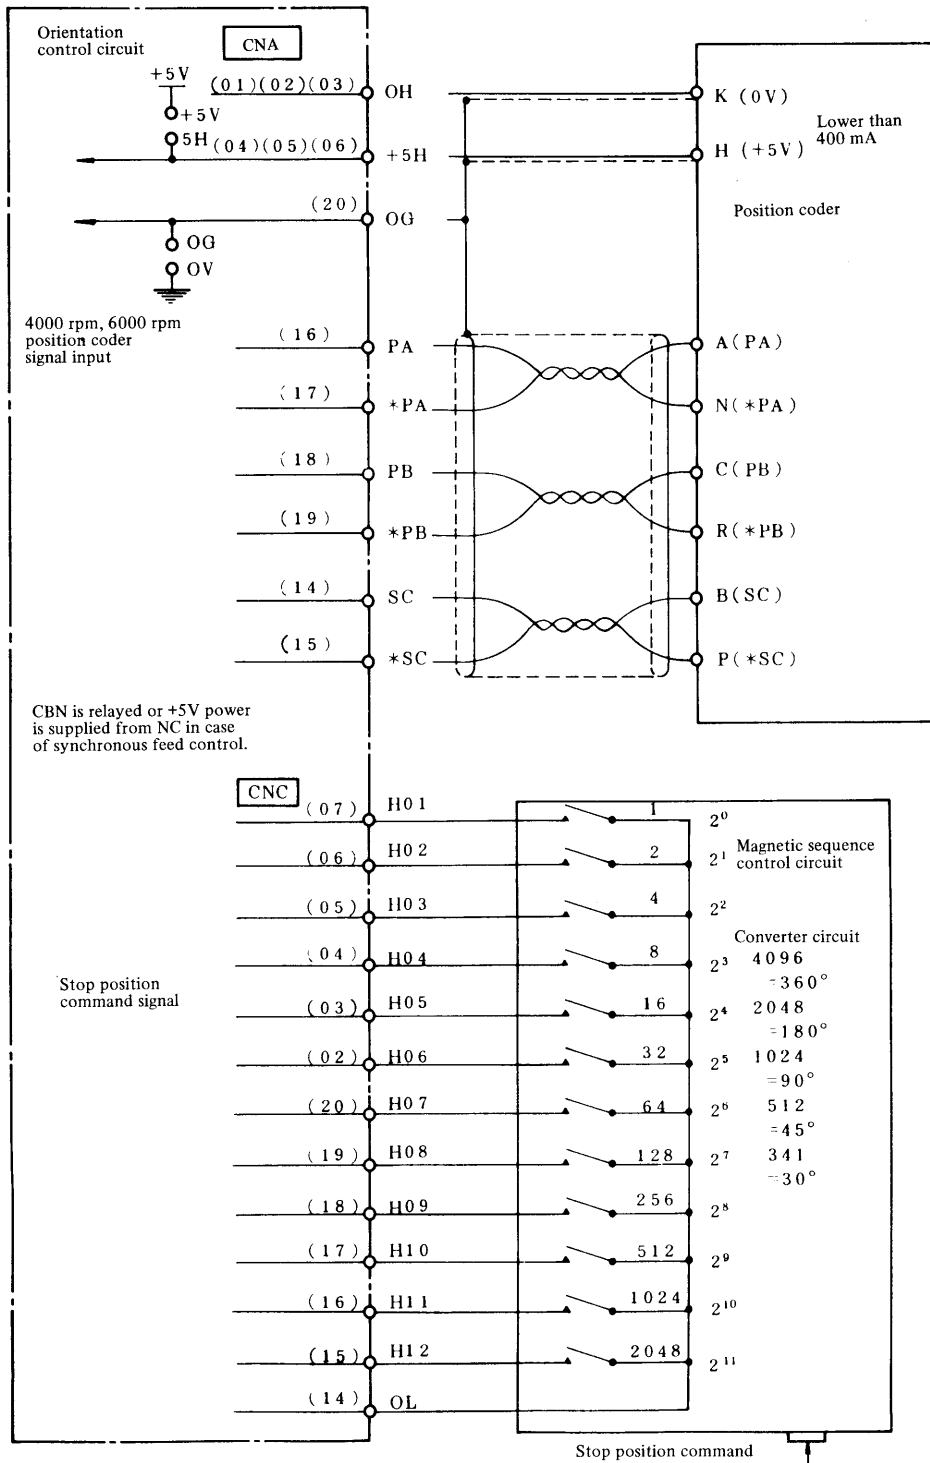 Orientation
control circuit
CNA
+5V
+5V
5H
(01)(02)(03)
OH
K (0V)
Lower than
400 mA
(04)(05)(06)
+5H
H (+5V)
(20)
OG
Position coder
OG
OV
4000 rpm, 6000 rpm
position coder
signal input
(16)
PA
A(PA)
(17)
*PA
N(*PA)
(18)
PB
C(PB)
(19)
*PB
R(*PB)
(14)
SC
B(SC)
(15)
*SC
P(*SC)
CBN is relayed or +5V power
is supplied from NC in case
of synchronous feed control.
CNC
(07) H01 1 2⁰
(06) H02 2 2¹
Magnetic sequence
control circuit
(05) H03 4 2²
Converter circuit
(04) H04 8 2³ 4096
=360°
Stop position
command signal
(03) H05 16 2⁴ 2048
=180°
(02) H06 32 2⁵ 1024
=90°
(20) H07 64 2⁶ 512
=45°
(19) H08 128 2⁷ 341
=30°
(18) H09 256 2⁸
(17) H10 512 2⁹
(16) H11 1024 2¹⁰
(15) H12 2048 2¹¹
(14) OL
Stop position command